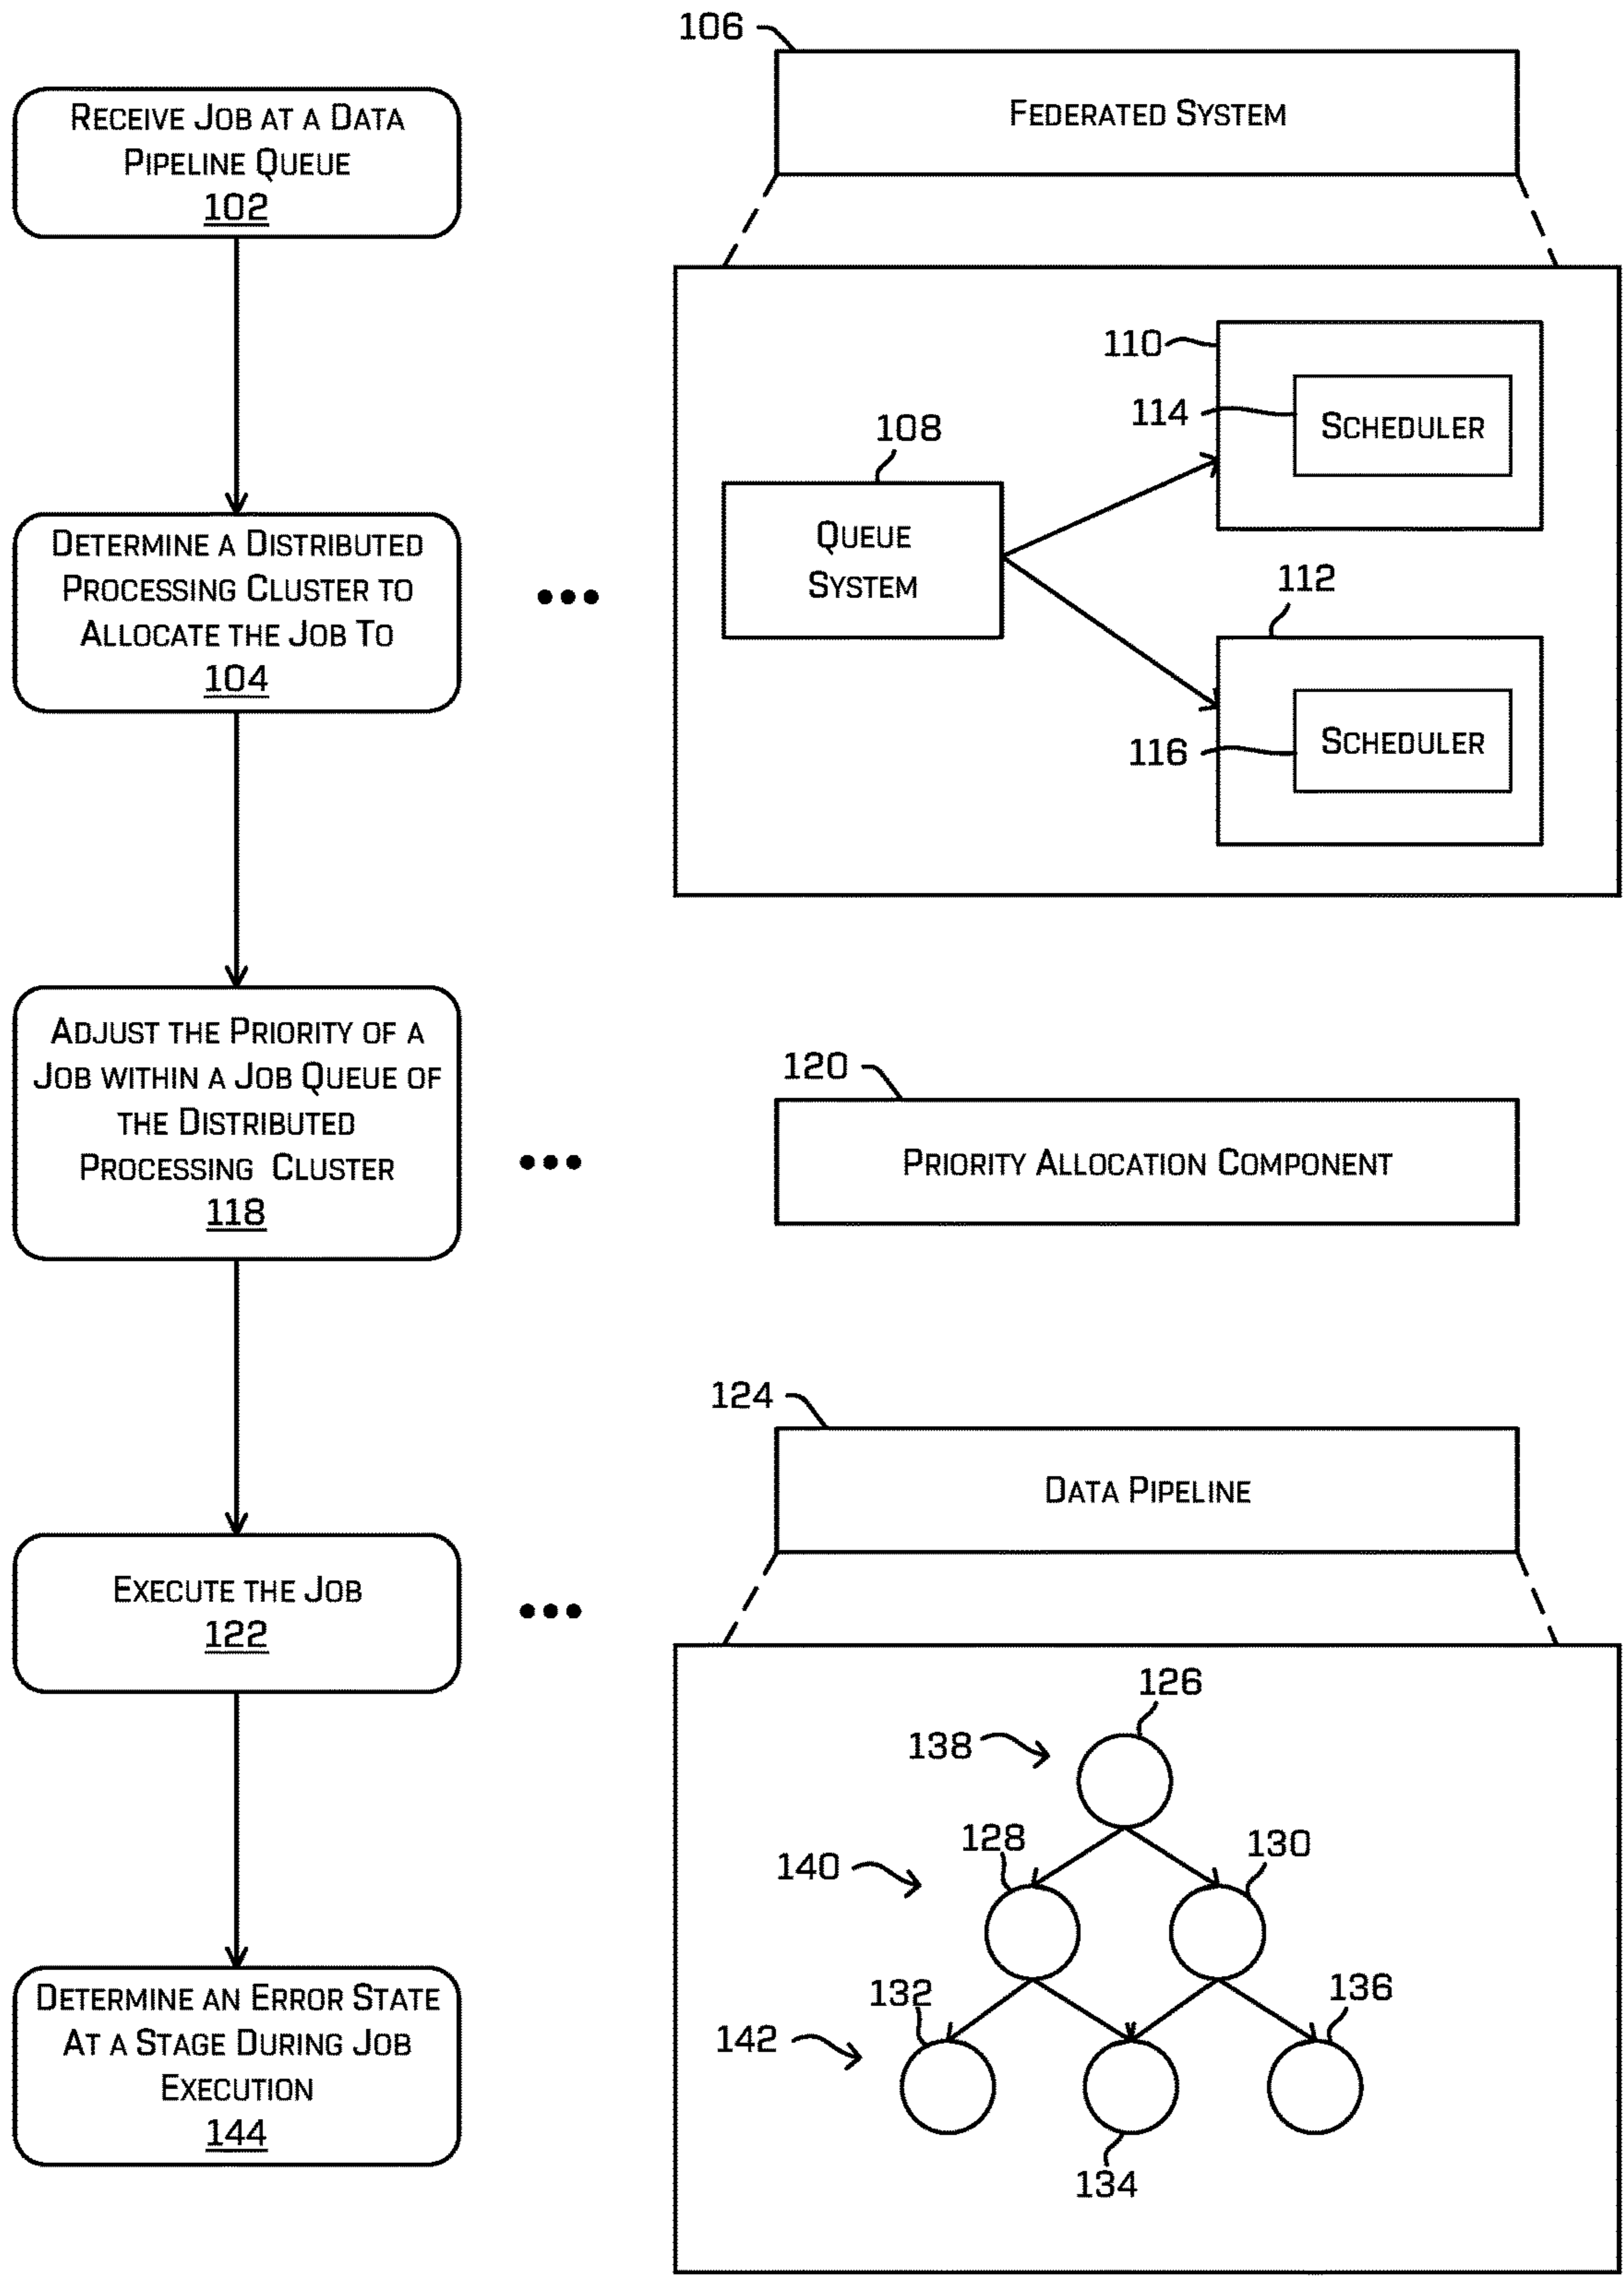 RECEIVE JOB AT A DATA
PIPELINE QUEUE
102
DETERMINE A DISTRIBUTED
PROCESSING CLUSTER TO
ALLOCATE THE JOB TO
104
ADJUST THE PRIORITY OF A
JOB WITHIN A JOB QUEUE OF
THE DISTRIBUTED
PROCESSING CLUSTER
118
EXECUTE THE JOB
122
DETERMINE AN ERROR STATE
AT A STAGE DURING JOB
EXECUTION
144
106
FEDERATED SYSTEM
108
QUEUE
SYSTEM
110
114
SCHEDULER
112
116
SCHEDULER
120
PRIORITY ALLOCATION COMPONENT
124
DATA PIPELINE
126
138
128
130
140
132
136
142
134